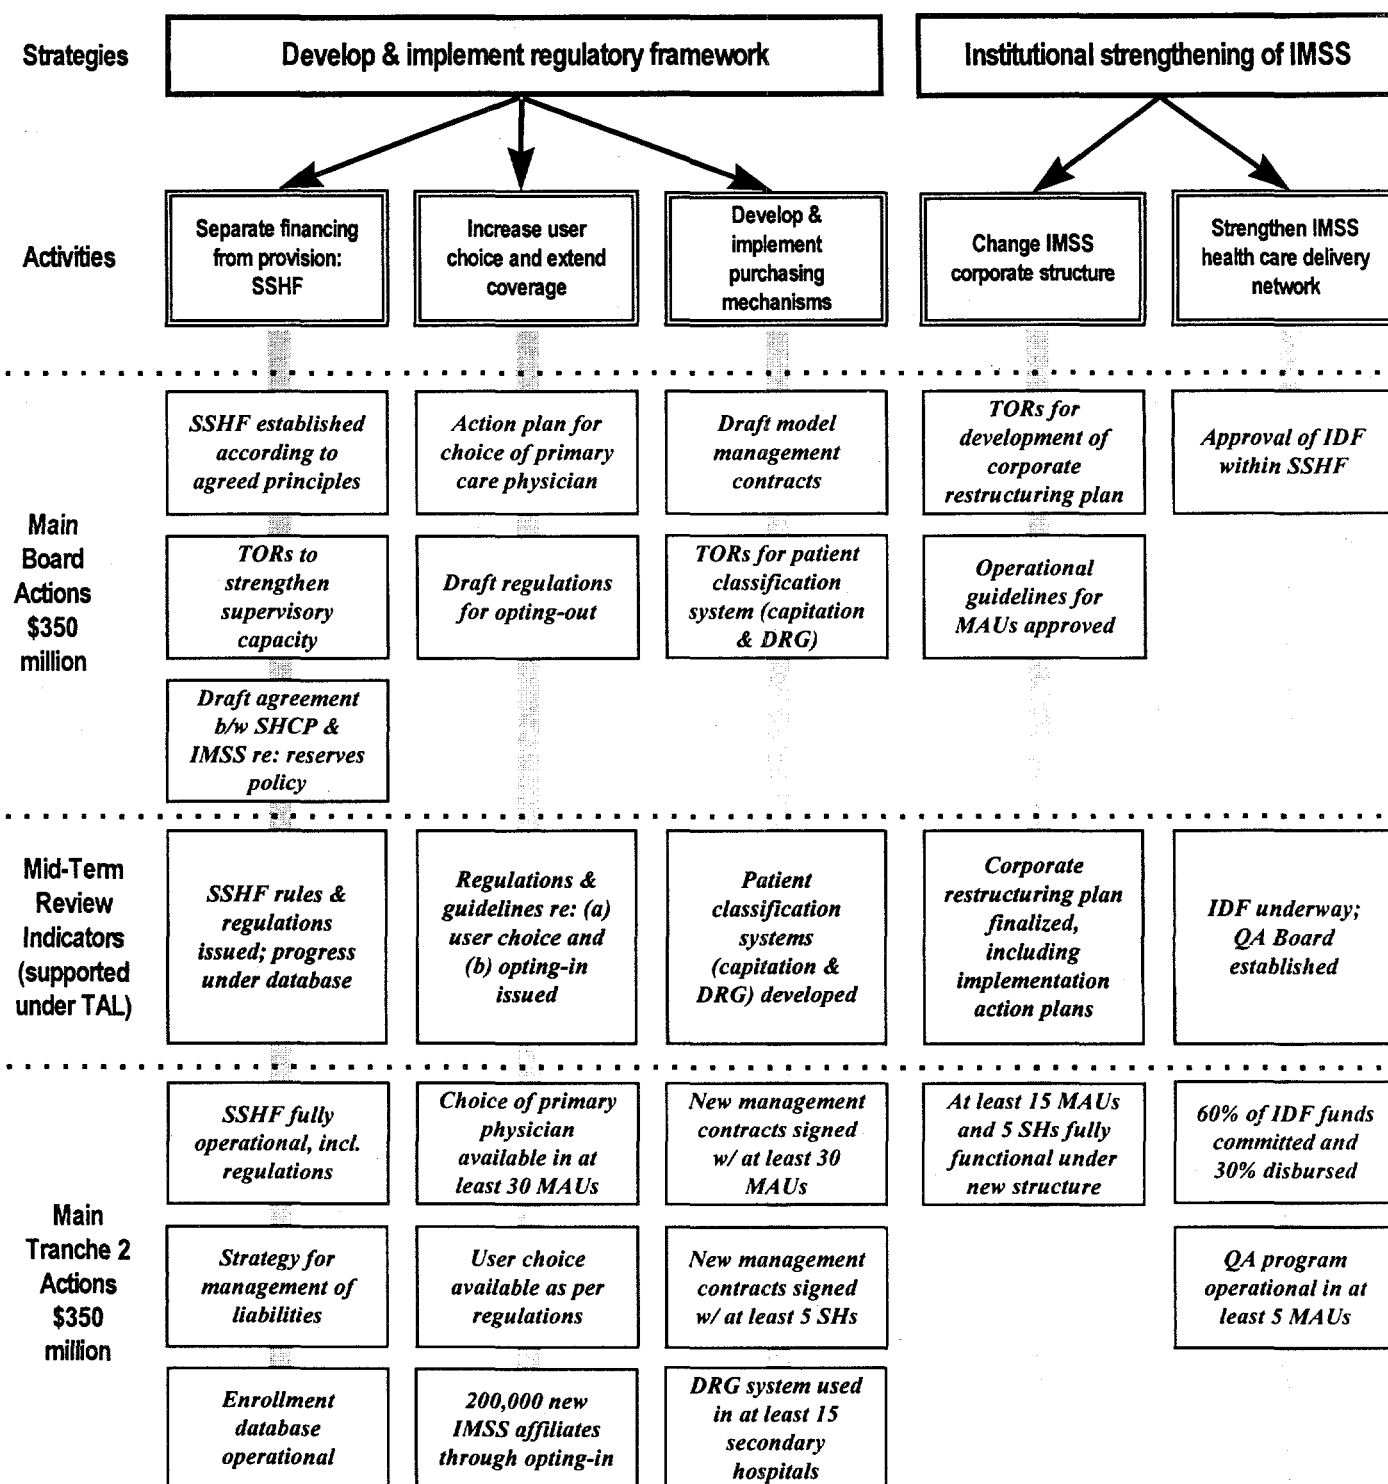 Strategies
Develop & implement regulatory framework
Institutional strengthening of IMSS
Activities
Separate financing
from provision:
SSHF
Increase user
choice and extend
coverage
Develop &
implement
purchasing
mechanisms
Change IMSS
corporate structure
Strengthen IMSS
health care delivery
network
Main
Board
Actions
$350
million
SSHF established
according to
agreed principles
Action plan for
choice of primary
care physician
Draft model
management
contracts
TORs for
development of
corporate
restructuring plan
Approval of IDF
within SSHF
TORs to
strengthen
supervisory
capacity
Draft regulations
for opting-out
TORs for patient
classification
system (capitation
& DRG)
Operational
guidelines for
MAUs approved
Draft agreement
b/w SHCP &
IMSS re: reserves
policy
Mid-Term
Review
Indicators
(supported
under TAL)
SSHF rules &
regulations
issued; progress
under database
Regulations &
guidelines re: (a)
user choice and
(b) opting-in
issued
Patient
classification
systems
(capitation &
DRG) developed
Corporate
restructuring plan
finalized,
including
implementation
action plans
IDF underway;
QA Board
established
Main
Tranche 2
Actions
$350
million
SSHF fully
operational, incl.
regulations
Choice of primary
physician
available in at
least 30 MAUs
New management
contracts signed
w/ at least 30
MAUs
At least 15 MAUs
and 5 SHs fully
functional under
new structure
60% of IDF funds
committed and
30% disbursed
Strategy for
management of
liabilities
User choice
available as per
regulations
New management
contracts signed
w/ at least 5 SHs
QA program
operational in at
least 5 MAUs
Enrollment
database
operational
200,000 new
IMSS affiliates
through opting-in
DRG system used
in at least 15
secondary
hospitals